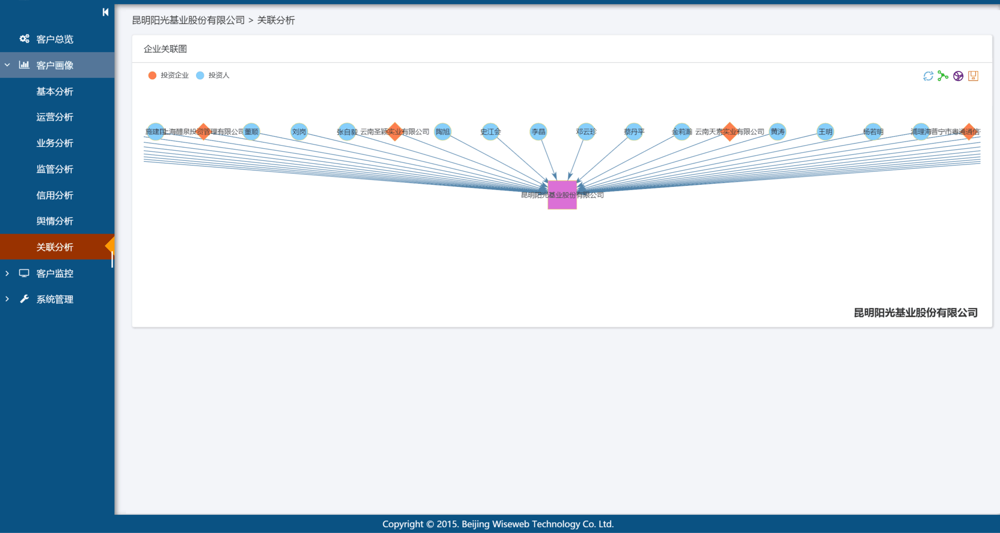 昆明阳光基业股份有限公司 > 关联分析
客户总览
客户画像
基本分析
运营分析
业务分析
监管分析
信用分析
舆情分析
关联分析
客户监控
系统管理
企业关联图
投资企业
投资人
施建
上海醴泉投资管理有限公司
董顺
刘岗
张自毅
云南圣颖实业有限公司
陶旭
史江会
李晶
邓云珍
蔡丹平
金莉瀚
云南天素实业有限公司
黄涛
王明
杨若明
浦理海
普宁市粤通通信
昆明阳光基业股份有限公司
昆明阳光基业股份有限公司
Copyright © 2015. Beijing Wiseweb Technology Co. Ltd.